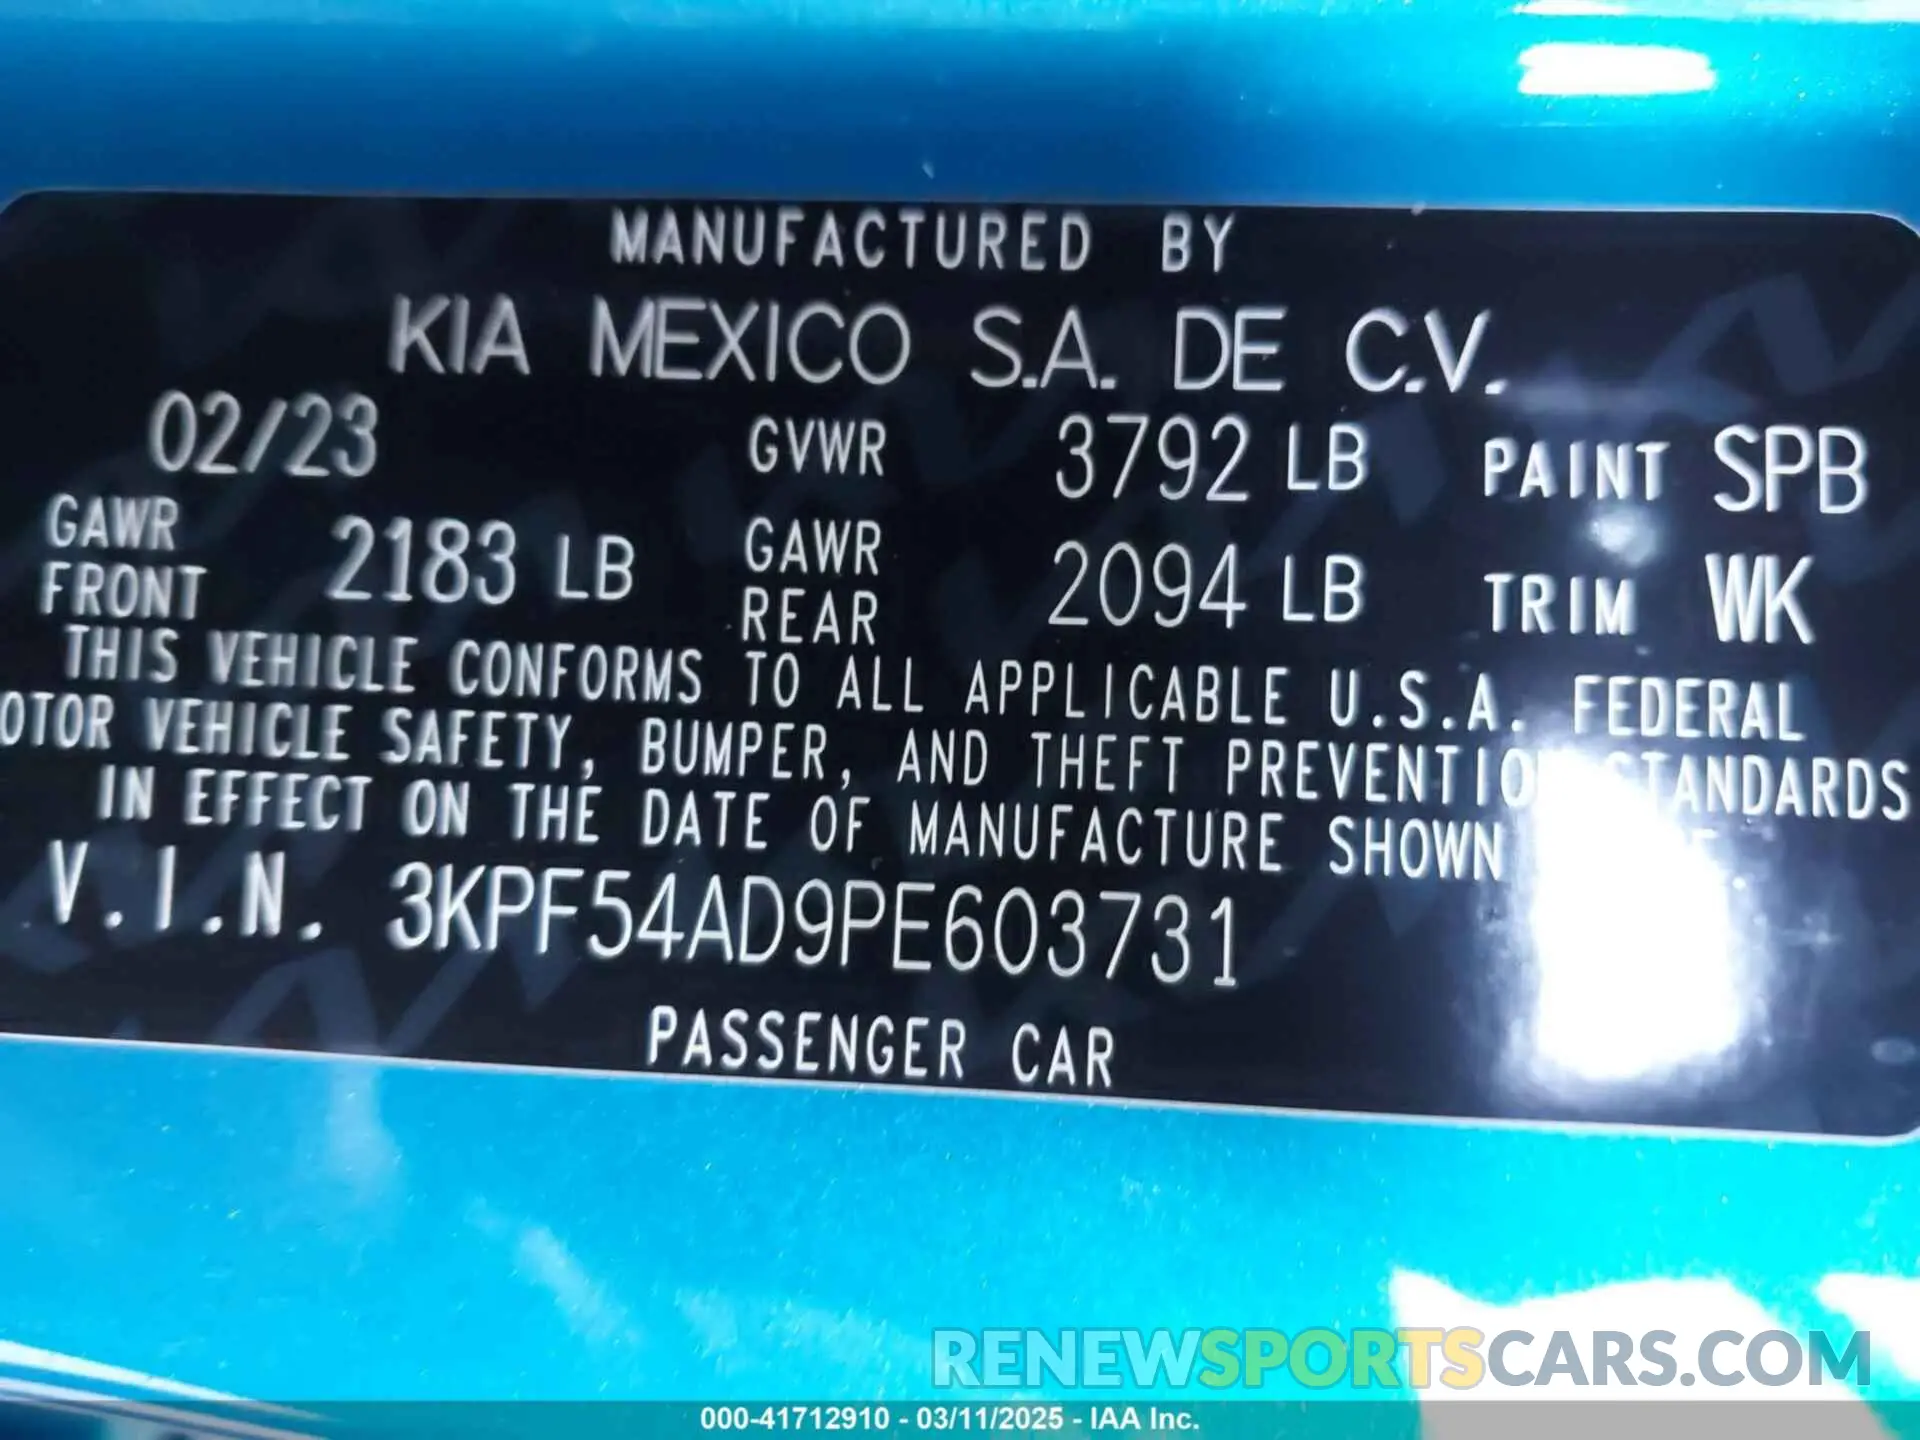 MANUFACTURED BY
KIA MEXICO S.A. DE C.V.
02/23 GVWR 3792 LB PAINT SPB
GAWR FRONT 2183 LB GAWR REAR 2094 LB TRIM WK
THIS VEHICLE CONFORMS TO ALL APPLICABLE U.S.A. FEDERAL
OTOR VEHICLE SAFETY, BUMPER, AND THEFT PREVENTIO STANDARDS
IN EFFECT ON THE DATE OF MANUFACTURE SHOWN
V.I.N. 3KPF54AD9PE603731
PASSENGER CAR
RENEWSPORTSCARS.COM
000-41712910 - 03/11/2025 - IAA Inc.